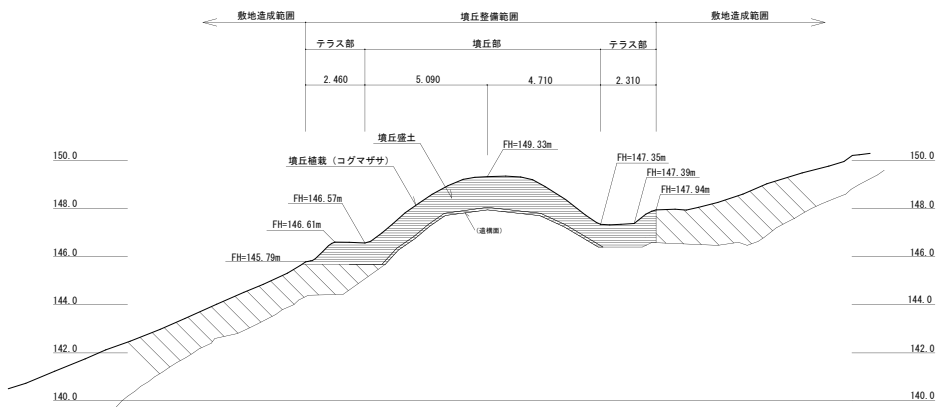 敷地造成範囲 墳丘整備範囲 敷地造成範囲
テラス部 墳丘部 テラス部
2.460 5.090 4.710 2.310
墳丘盛土
FH=149.33m
150.0 墳丘植栽（コグマザサ） FH=147.35m 150.0
FH=147.39m
FH=146.57m FH=147.94m
148.0 148.0
FH=146.61m
（遺構面）
146.0 FH=145.79m 146.0
144.0 144.0
142.0 142.0
140.0 140.0